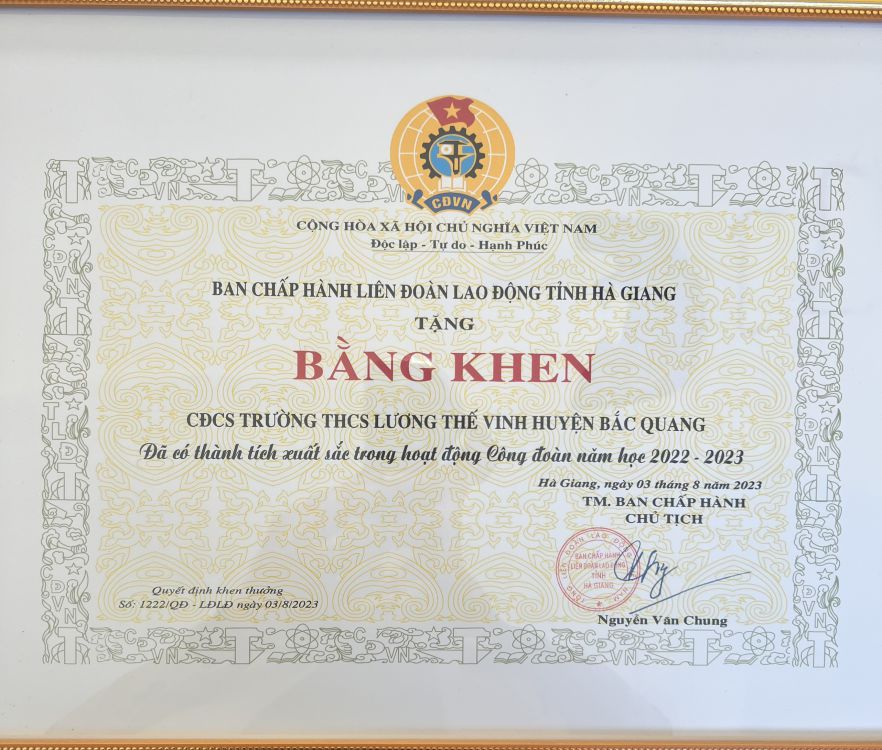 CĐVN
CỘNG HÒA XÃ HỘI CHỦ NGHĨA VIỆT NAM
Độc lập - Tự do - Hạnh Phúc
BAN CHẤP HÀNH LIÊN ĐOÀN LAO ĐỘNG TỈNH HÀ GIANG
TẶNG
BẰNG KHEN
CĐCS TRƯỜNG THCS LƯƠNG THẾ VINH HUYỆN BẮC QUANG
Đã có thành tích xuất sắc trong hoạt động Công đoàn năm học 2022 - 2023
Hà Giang, ngày 03 tháng 8 năm 2023
TM. BAN CHẤP HÀNH
CHỦ TỊCH
BAN CHẤP HÀNH
LIÊN ĐOÀN LAO ĐỘNG
TỈNH
HÀ GIANG
Quyết định khen thưởng
Số: 1222/QĐ - LĐLĐ ngày 03/8/2023
Nguyễn Văn Chung